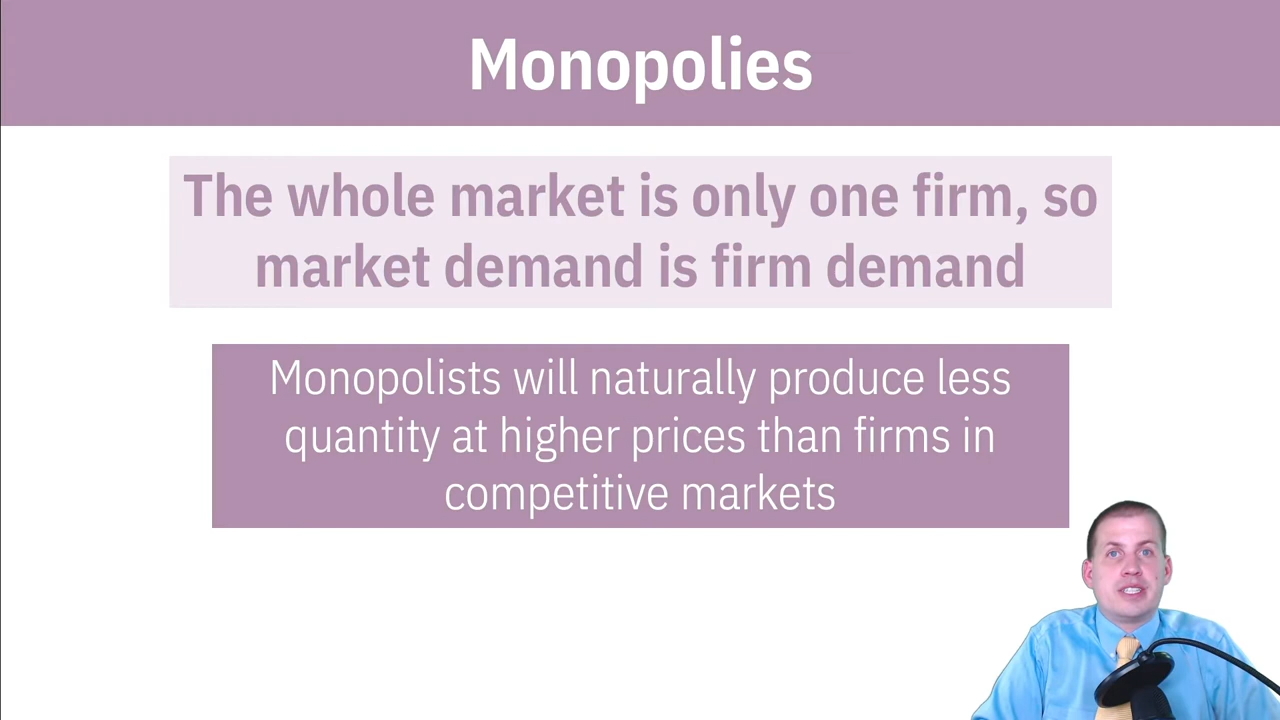 Monopolies
The whole market is only one firm, so
market demand is firm demand
Monopolists will naturally produce less
quantity at higher prices than firms in
competitive markets